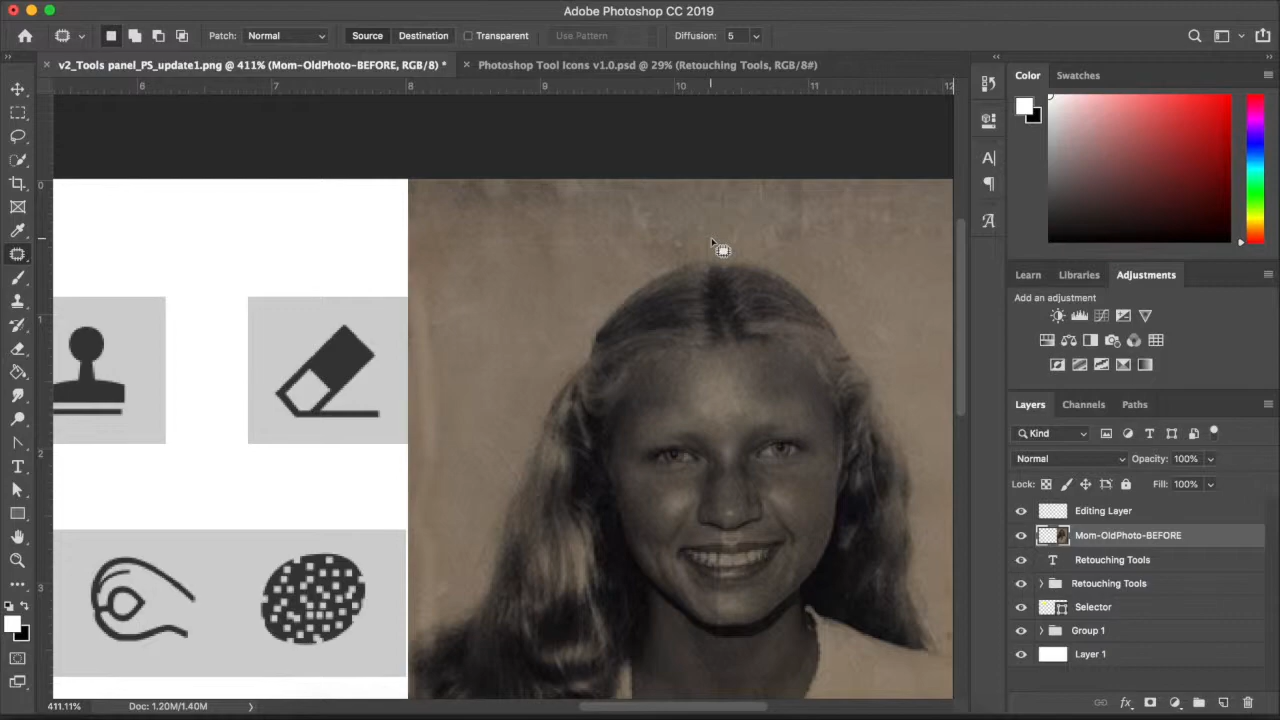 Adobe Photoshop CC 2019
Patch: Normal Source Destination Transparent Use Pattern Diffusion: 5
v2_Tools panel_PS_update1.png @ 411% (Mom-OldPhoto-BEFORE, RGB/8) *
Photoshop Tool Icons v1.0.psd @ 29% (Retouching Tools, RGB/8#)
6 7 8 9 10 11 12
0
1
2
3
Color Swatches
Learn Libraries Adjustments
Add an adjustment
Layers Channels Paths
Kind
Normal Opacity: 100%
Lock: Fill: 100%
Editing Layer
Mom-OldPhoto-BEFORE
Retouching Tools
Retouching Tools
Selector
Group 1
Layer 1
411.11% Doc: 1.20M/1.40M